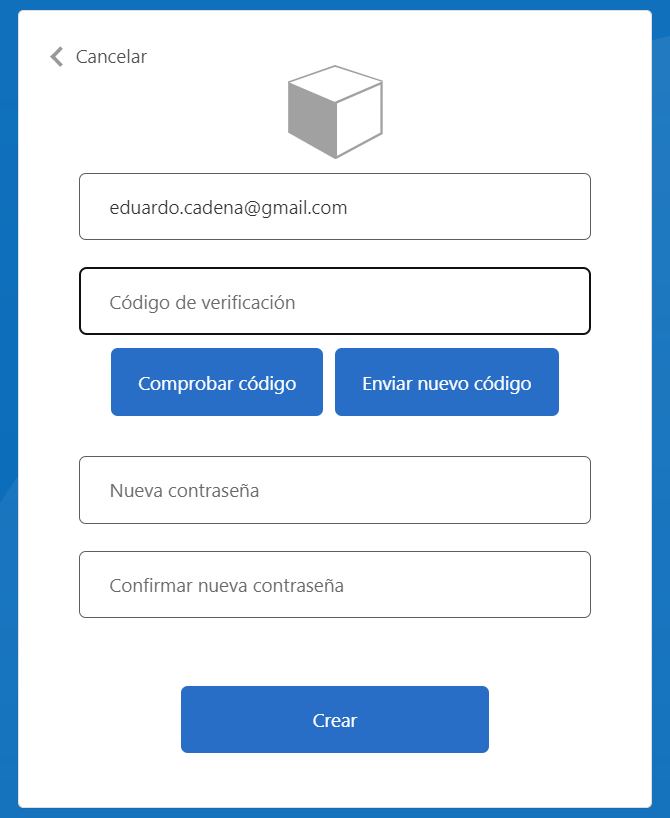 Cancelar
eduardo.cadena@gmail.com
Código de verificación
Comprobar código Enviar nuevo código
Nueva contraseña
Confirmar nueva contraseña
Crear